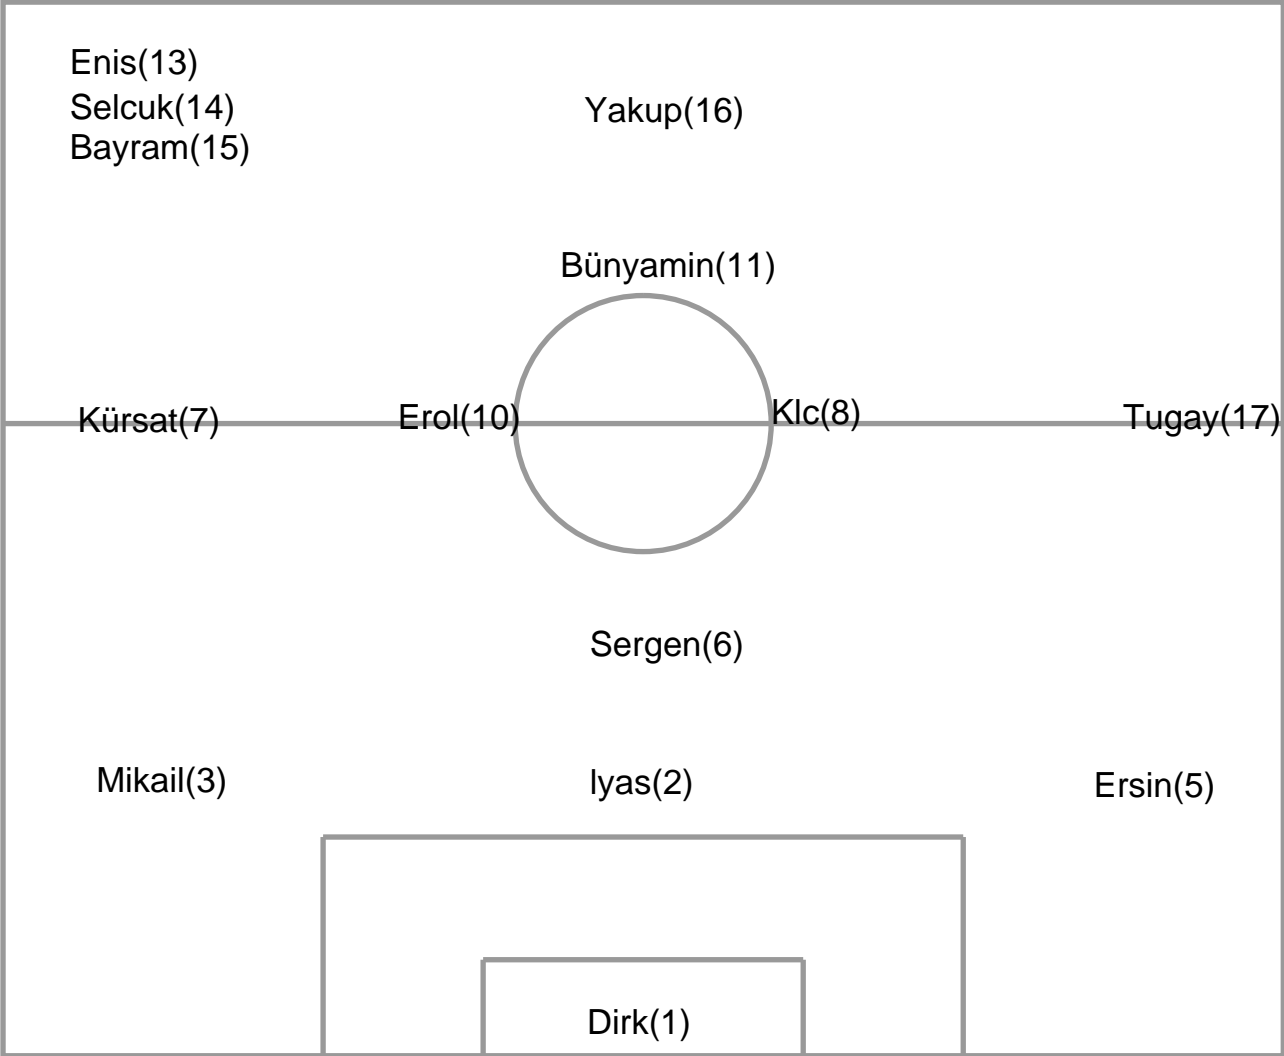 Enis(13)
Selcuk(14)
Yakup(16)
Bayram(15)
Bünyamin(11)
Kürsat(7)
Erol(10)
Klc(8)
Tugay(17)
Sergen(6)
Mikail(3)
Ilyas(2)
Ersin(5)
Dirk(1)